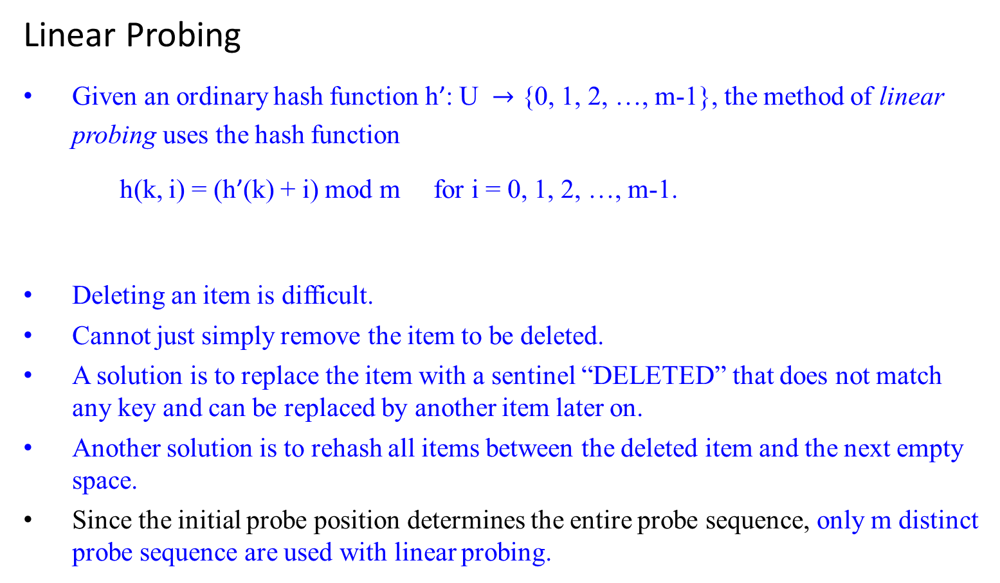 Linear Probing
• Given an ordinary hash function h′: U → {0, 1, 2, …, m-1}, the method of linear
probing uses the hash function
h(k, i) = (h′(k) + i) mod m for i = 0, 1, 2, …, m-1.
• Deleting an item is difficult.
• Cannot just simply remove the item to be deleted.
• A solution is to replace the item with a sentinel “DELETED” that does not match
any key and can be replaced by another item later on.
• Another solution is to rehash all items between the deleted item and the next empty
space.
• Since the initial probe position determines the entire probe sequence, only m distinct
probe sequence are used with linear probing.